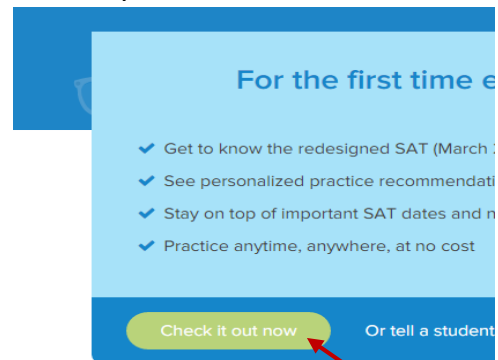 For the first time e
Get to know the redesigned SAT (March
See personalized practice recommendati
Stay on top of important SAT dates and
Practice anytime, anywhere, at no cost
Check it out now
Or tell a student